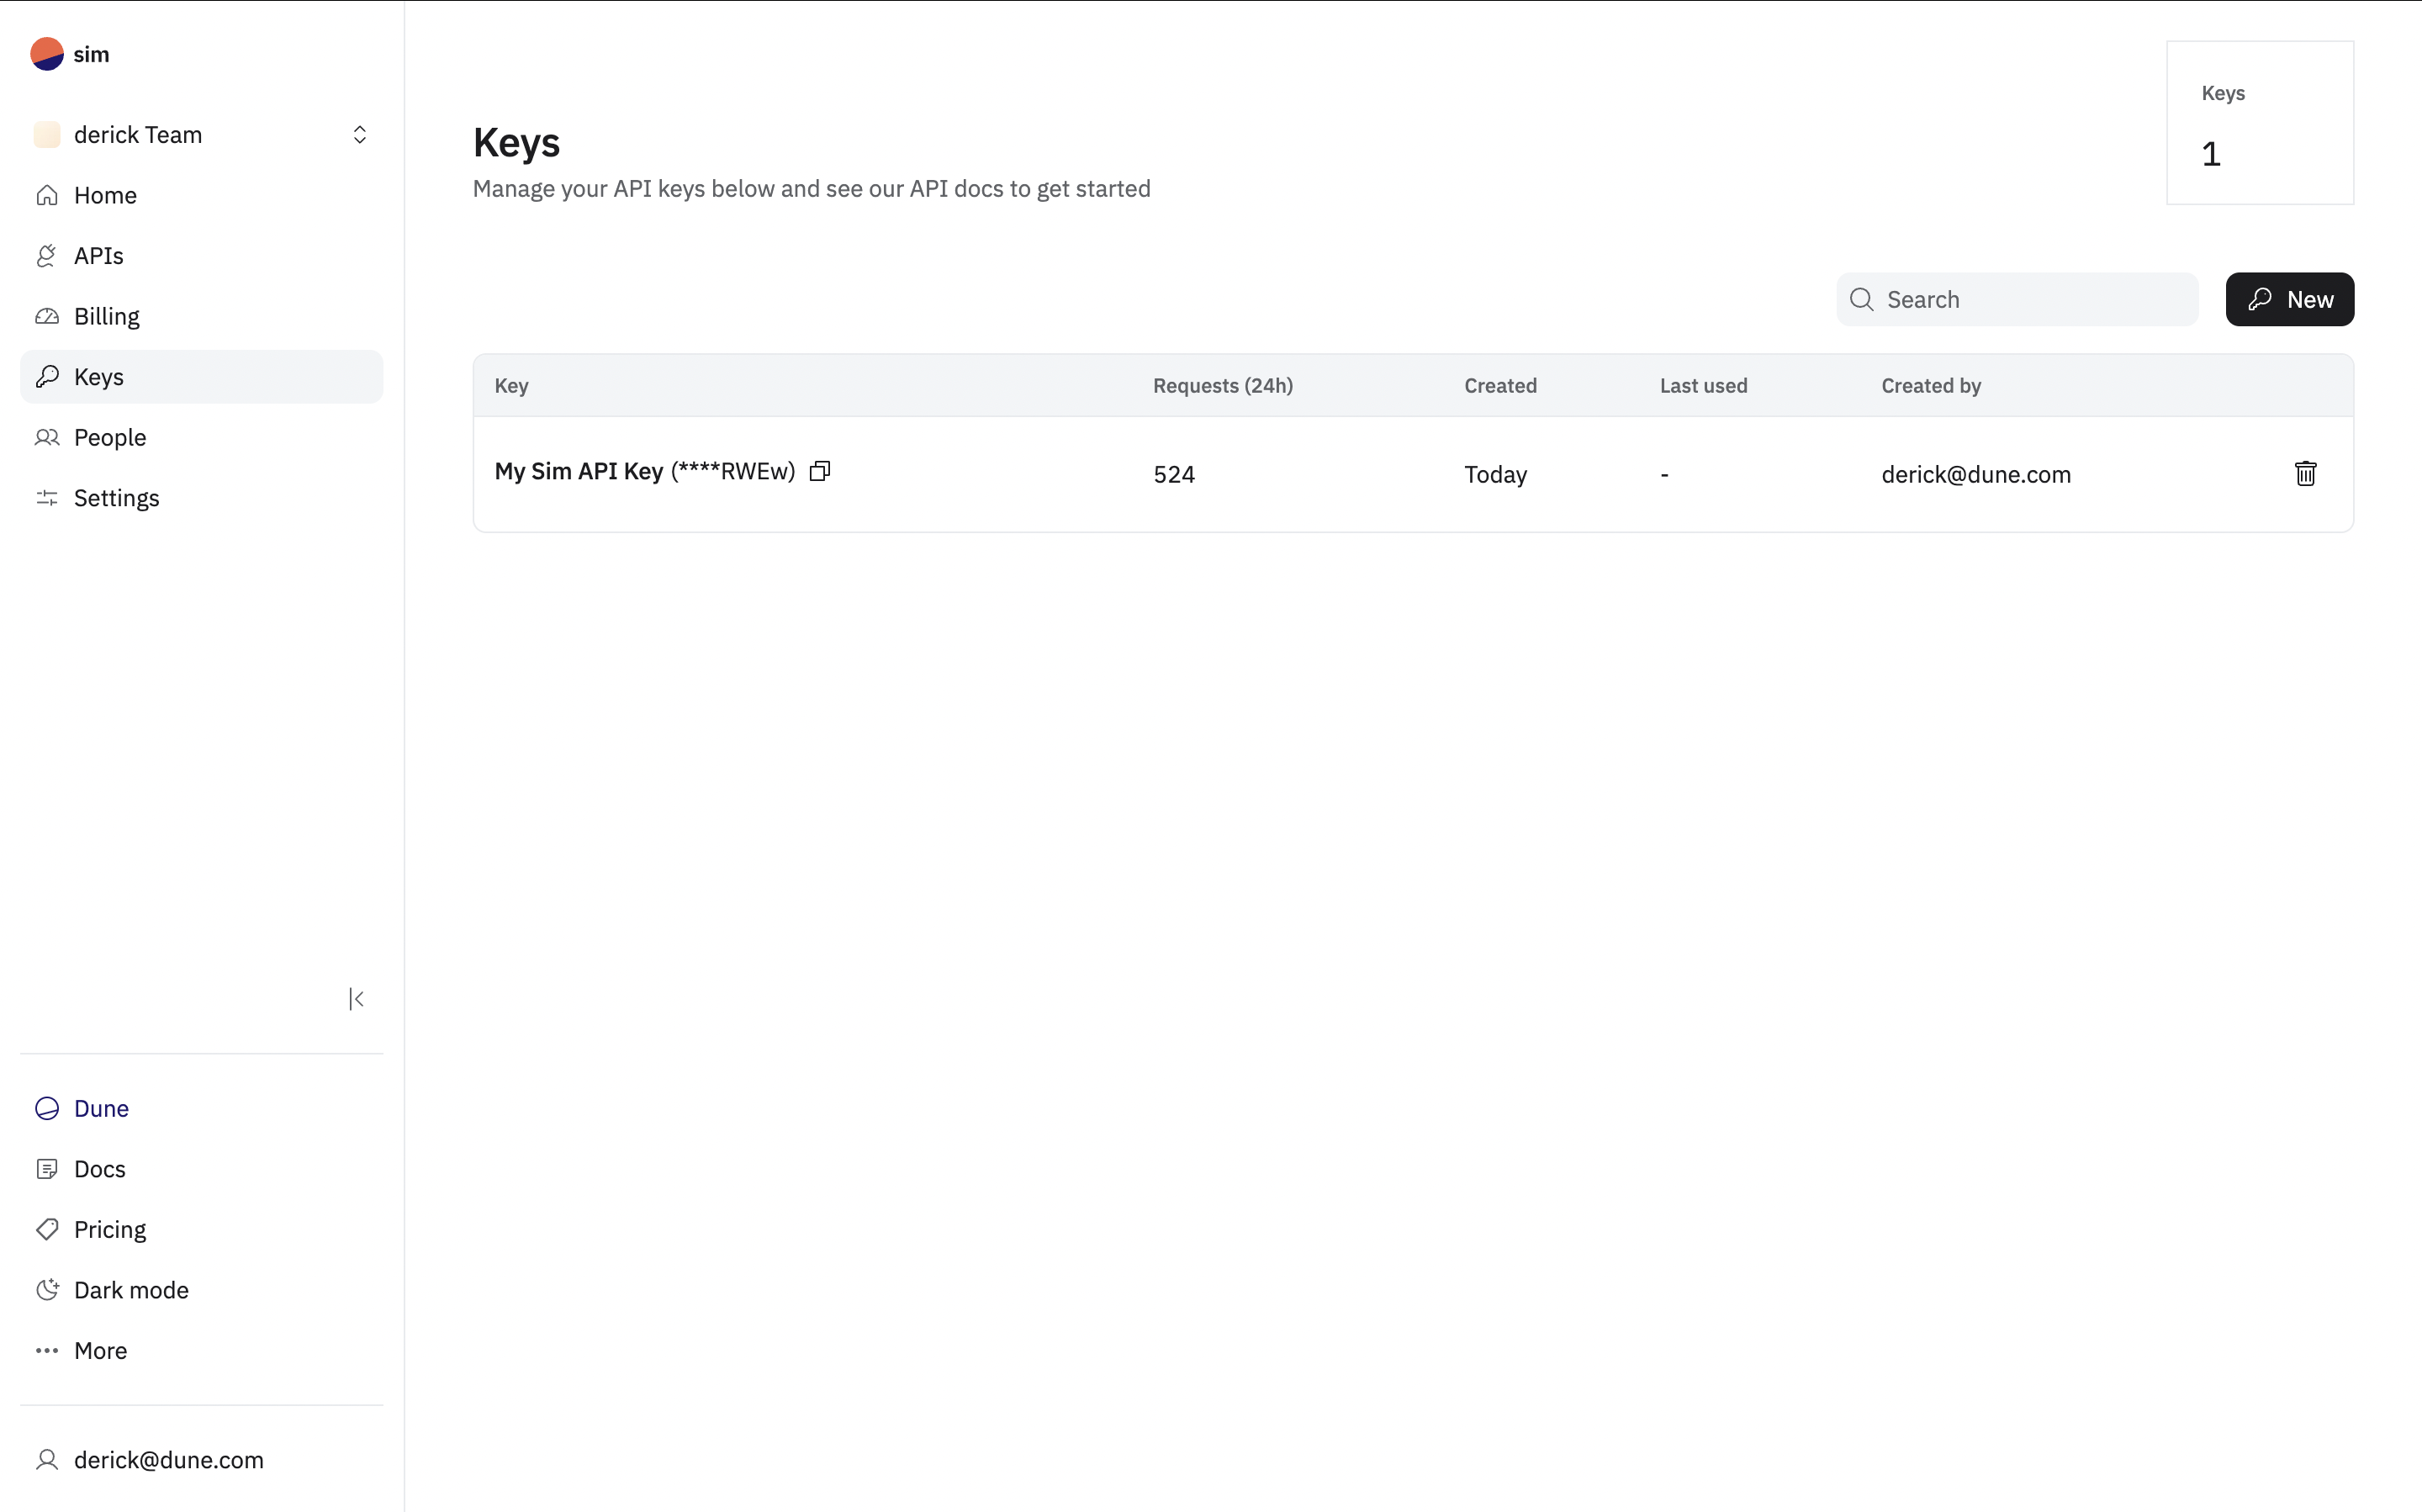 sim
derick Team
Home
APIs
Billing
Keys
People
Settings
Dune
Docs
Pricing
Dark mode
More
derick@dune.com
Keys
Manage your API keys below and see our API docs to get started
Keys
1
Search
New
Key Requests (24h) Created Last used Created by
My Sim API Key (****RWEw) 524 Today - derick@dune.com